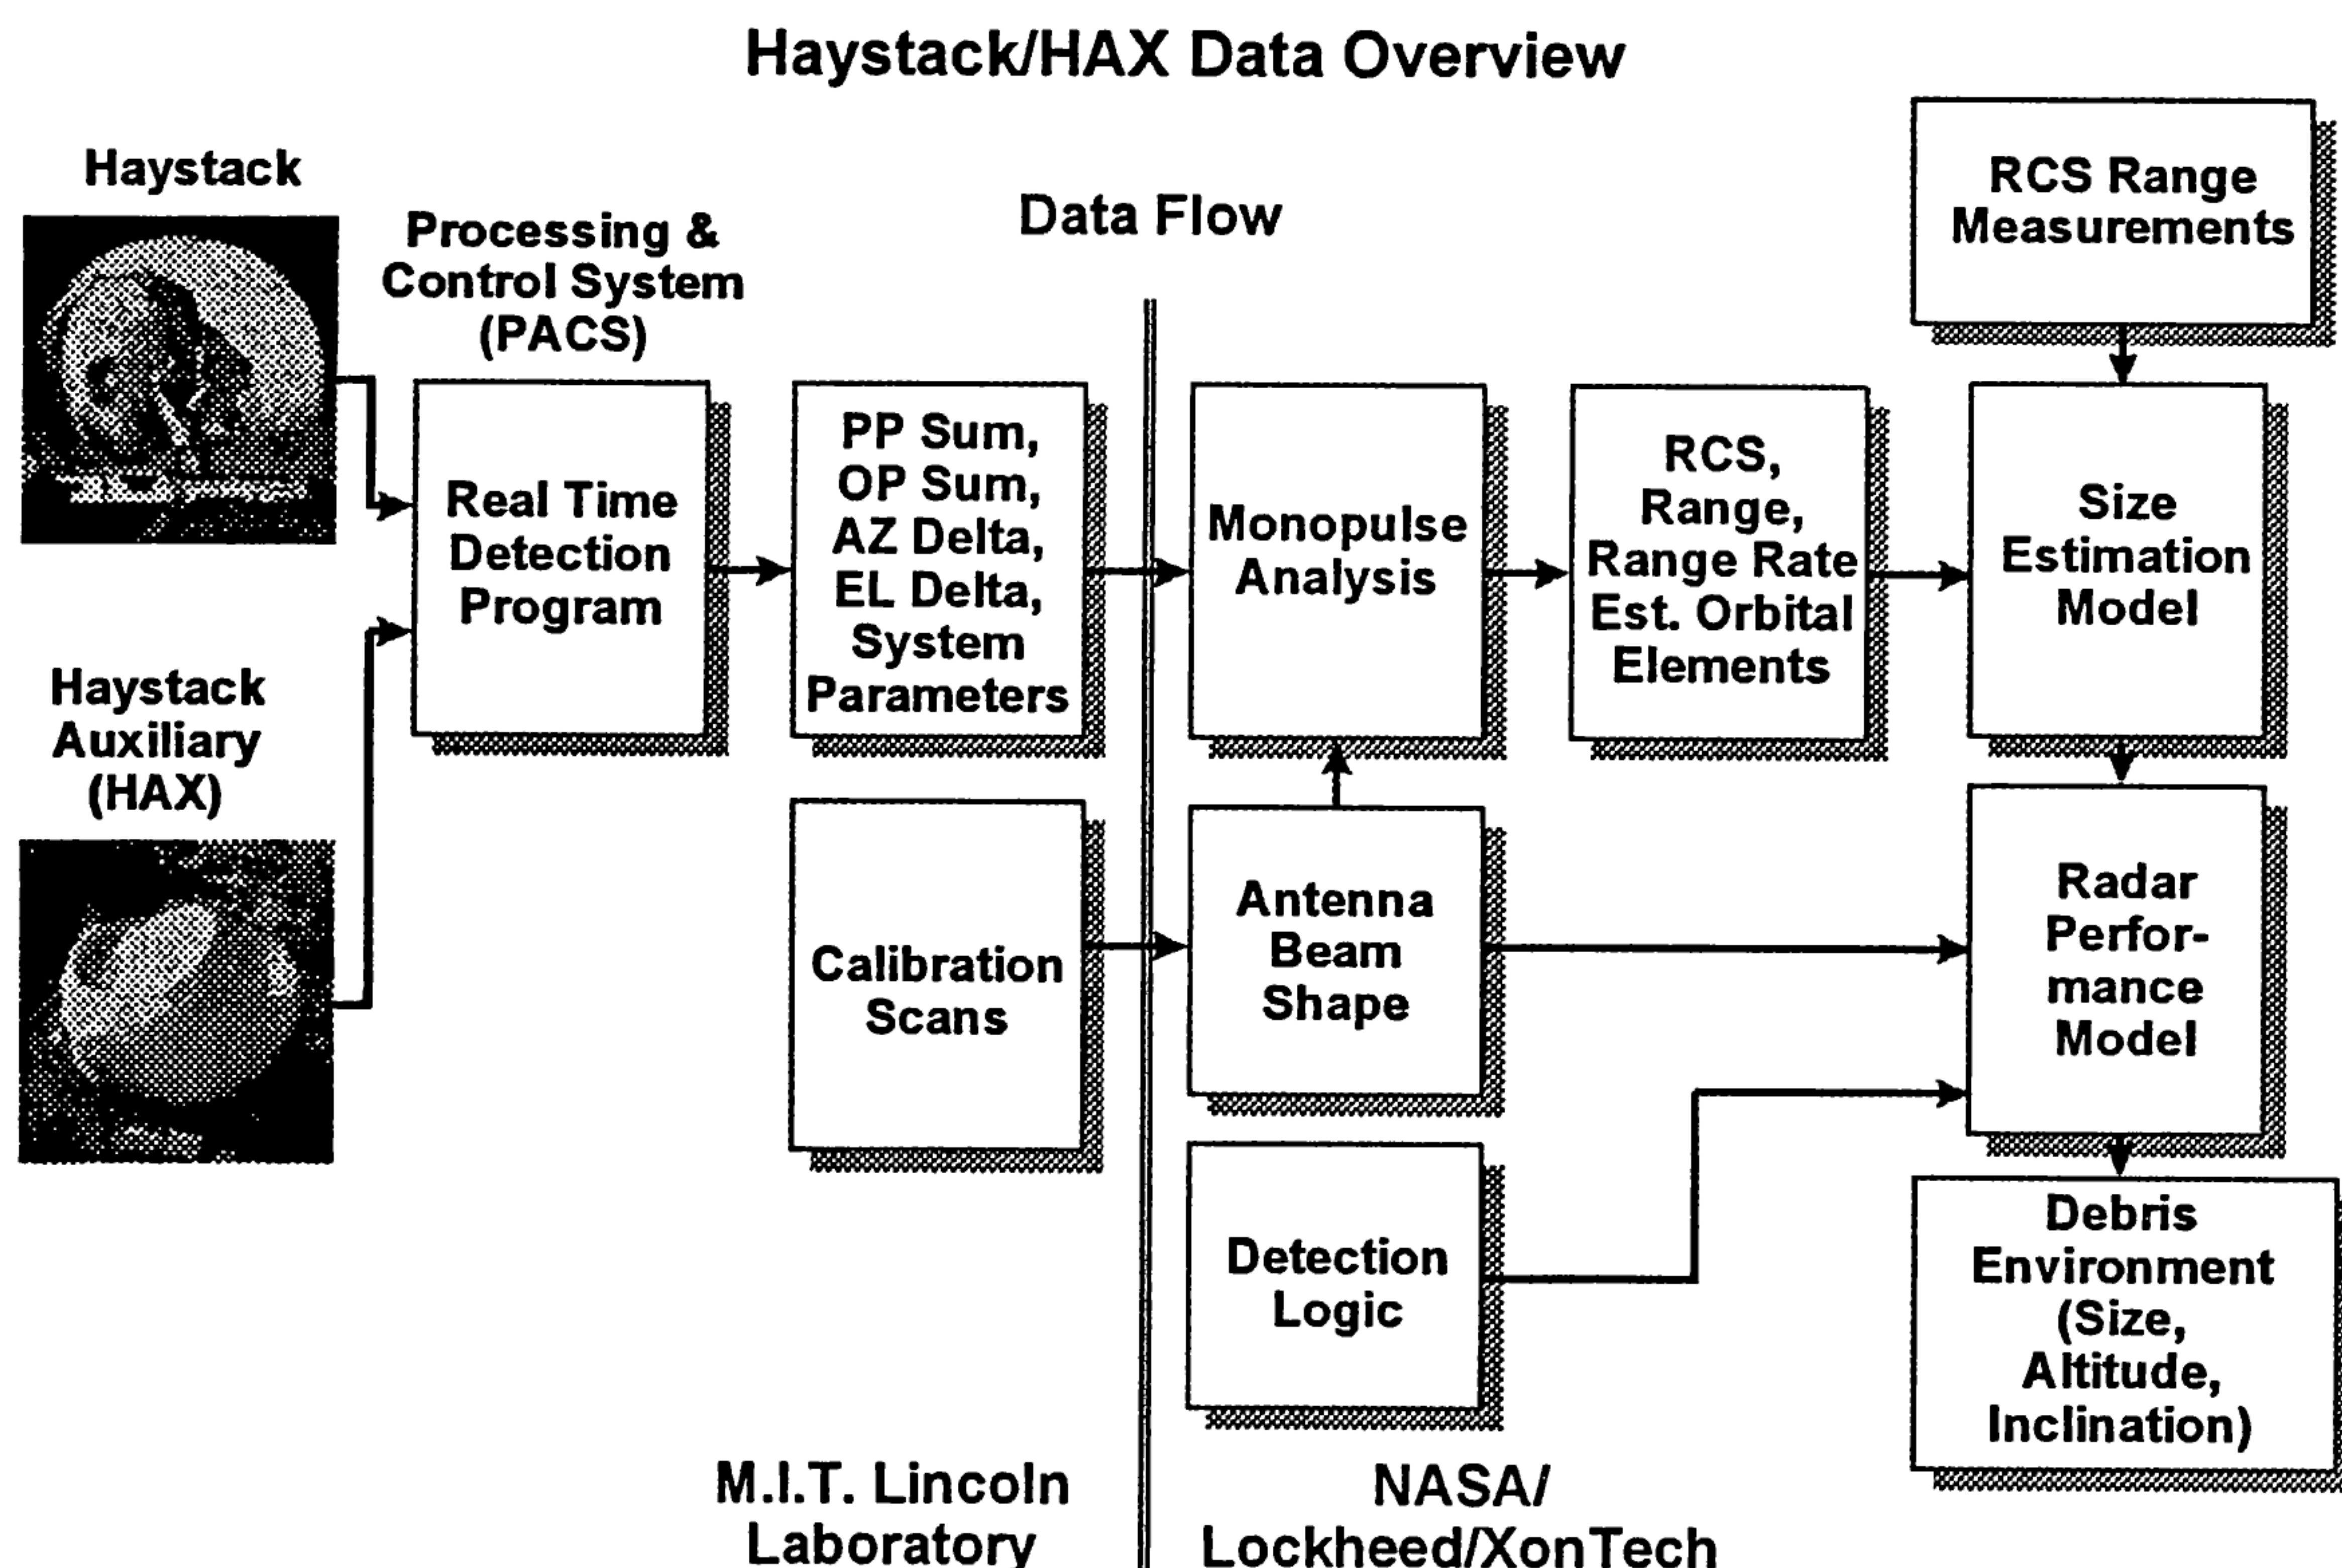 Haystack/HAX Data Overview
Haystack
Processing &
Control System
(PACS)
Data Flow
RCS Range
Measurements
Real Time
Detection
Program
PP Sum,
OP Sum,
AZ Delta,
EL Delta,
System
Parameters
Monopulse
Analysis
RCS,
Range,
Range Rate
Est. Orbital
Elements
Size
Estimation
Model
Haystack
Auxiliary
(HAX)
Calibration
Scans
Antenna
Beam
Shape
Radar
Perfor-
mance
Model
Detection
Logic
Debris
Environment
(Size,
Altitude,
Inclination)
M.I.T. Lincoln
Laboratory
NASA/
Lockheed/XonTech